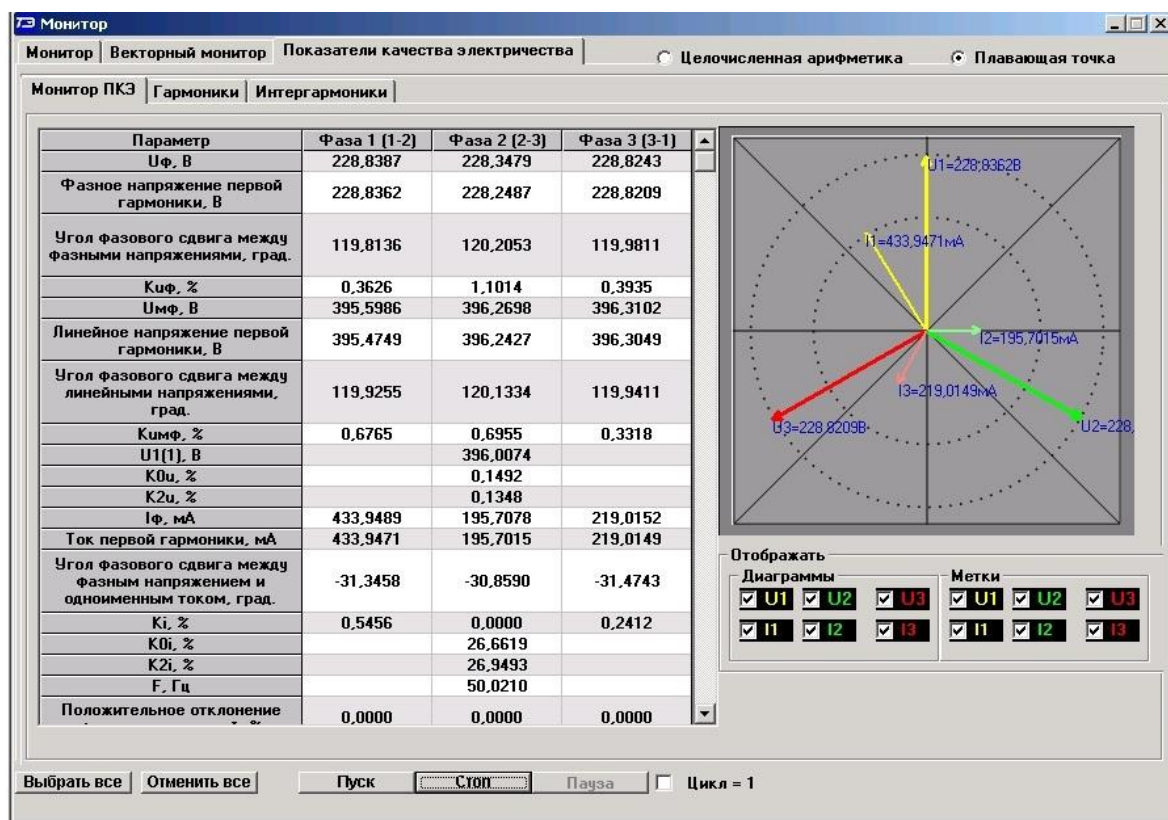 ТЭ Монитор
Монитор Векторный монитор Показатели качества электричества Целочисленная арифметика Плавающая точка
Монитор ПКЭ Гармоники Интергармоники
Параметр Фаза 1 (1-2) Фаза 2 (2-3) Фаза 3 (3-1)
Uф, В 228,8387 228,3479 228,8243
Фазное напряжение первой
гармоники, В 228,8362 228,2487 228,8209
Угол фазового сдвига между
фазными напряжениями, град. 119,8136 120,2053 119,9811
Kuф, % 0,3626 1,1014 0,3935
Uмф, В 395,5986 396,2698 396,3102
Линейное напряжение первой
гармоники, В 395,4749 396,2427 396,3049
Угол фазового сдвига между
линейными напряжениями,
град. 119,9255 120,1334 119,9411
Kuмф, % 0,6765 0,6955 0,3318
U1(1), В 396,0074
K0u, % 0,1492
K2u, % 0,1348
Iф, мА 433,9489 195,7078 219,0152
Ток первой гармоники, мА 433,9471 195,7015 219,0149
Угол фазового сдвига между
фазным напряжением и
одноименным током, град. -31,3458 -30,8590 -31,4743
Ki, % 0,5456 0,0000 0,2412
K0i, % 26,6619
K2i, % 26,9493
F, Гц 50,0210
Положительное отклонение 0,0000 0,0000 0,0000
U1=228,8362В
I1=433,9471мА
I2=195,7015мА
I3=219,0149мА
U3=228,8209В
U2=228,
Отображать
Диаграммы Метки
U1 U2 U3 U1 U2 U3
I1 I2 I3 I1 I2 I3
Выбрать все Отменить все Пуск Стоп Пауза Цикл = 1